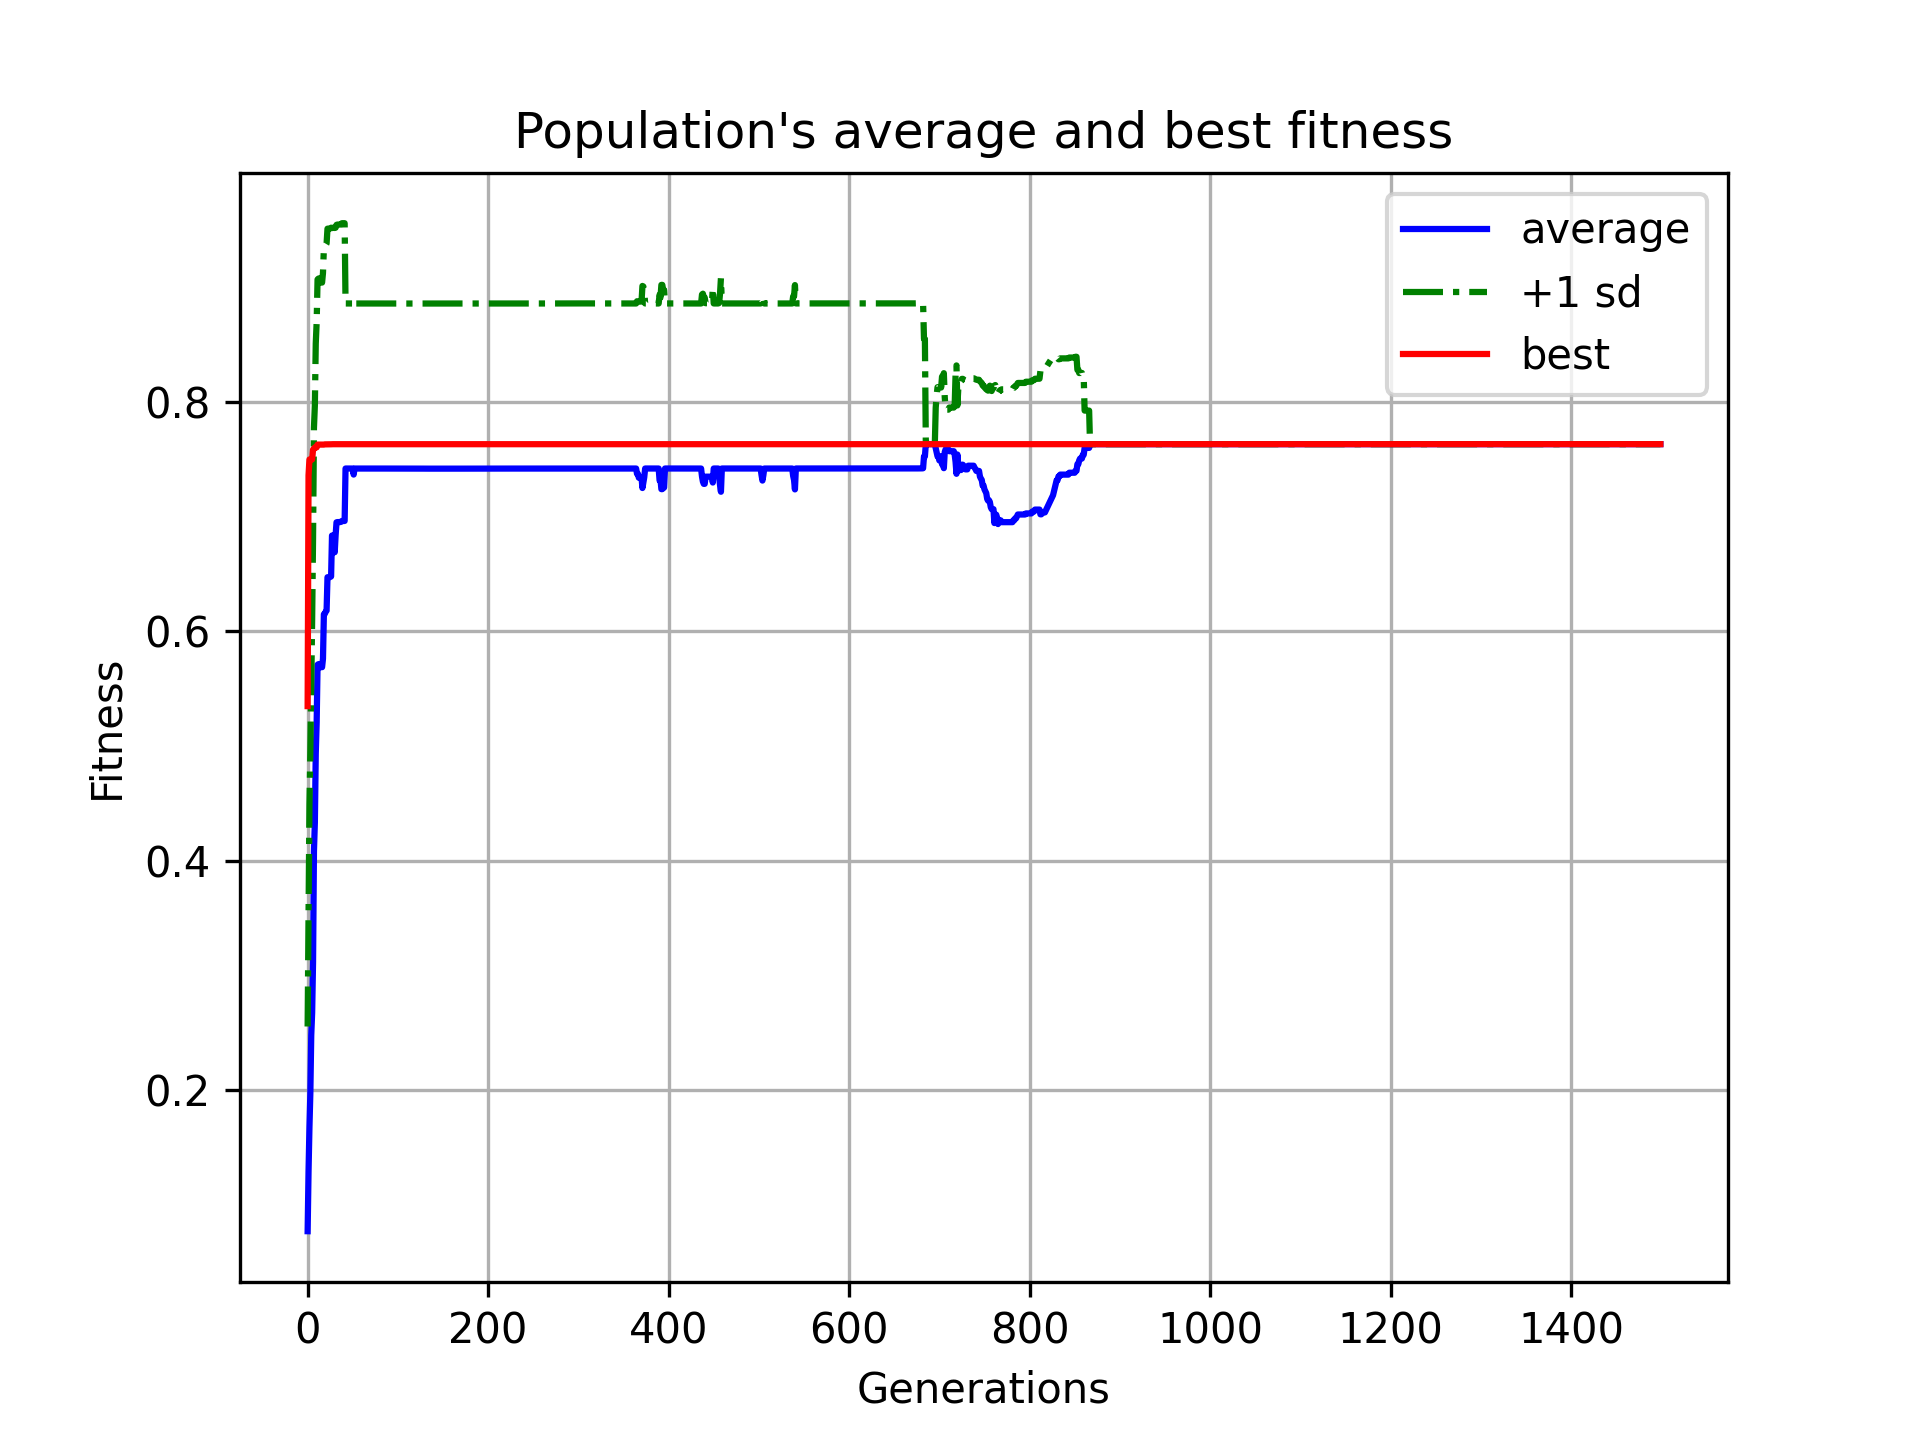 Population's average and best fitness
average
+1 sd
best
0.8
0.6
0.4
0.2
Fitness
0 200 400 600 800 1000 1200 1400
Generations